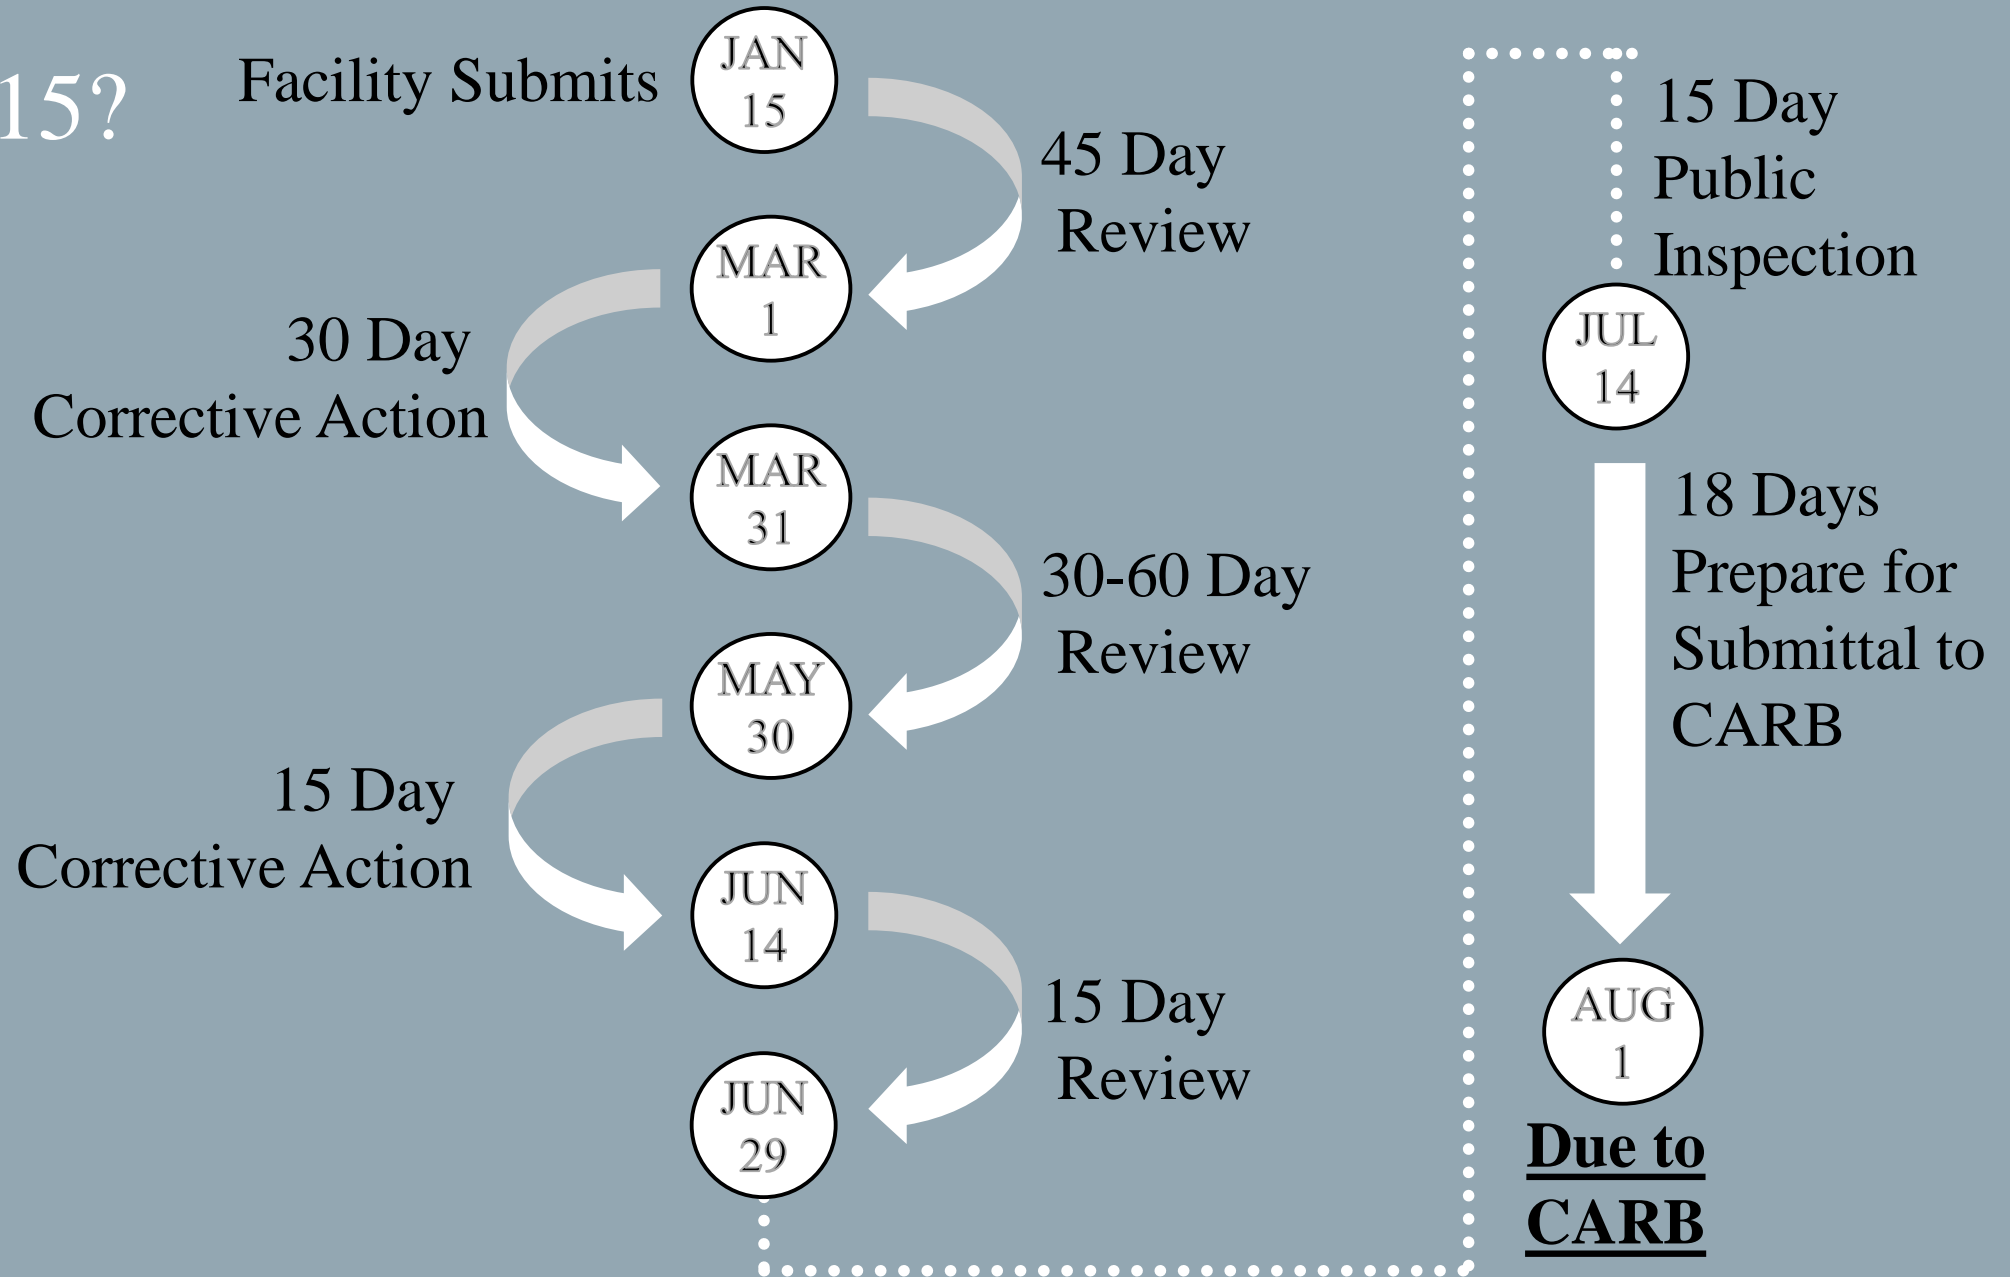 15?
Facility Submits
JAN
15
45 Day
Review
MAR
1
30 Day
Corrective Action
MAR
31
30-60 Day
Review
MAY
30
15 Day
Corrective Action
JUN
14
15 Day
Review
JUN
29
15 Day
Public
Inspection
JUL
14
18 Days
Prepare for
Submittal to
CARB
AUG
1
Due to
CARB